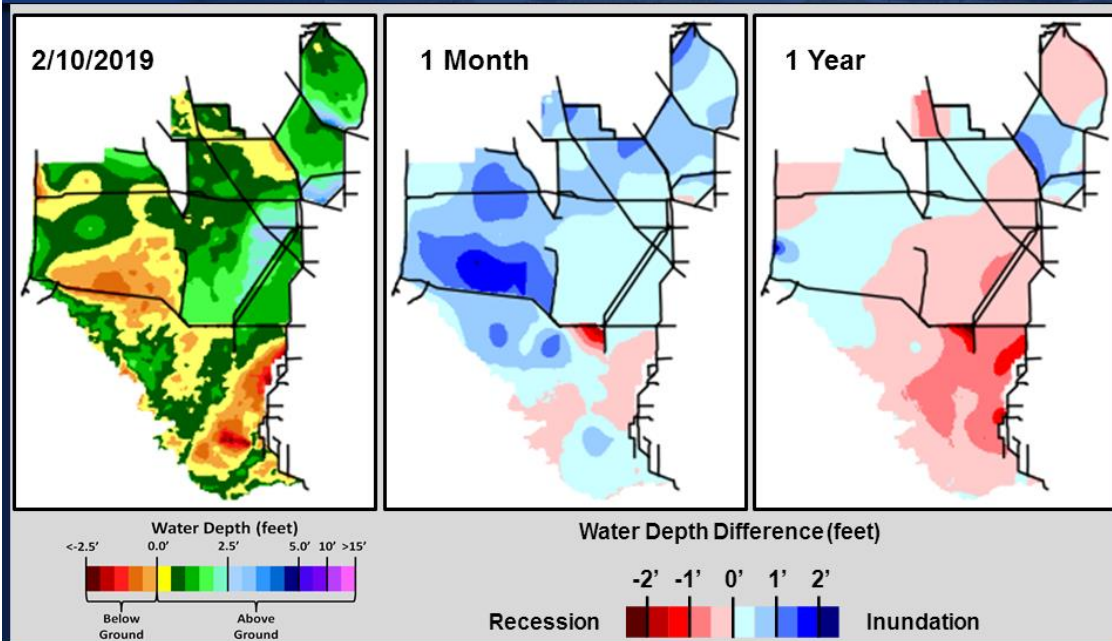 2/10/2019
1 Month
1 Year
Water Depth (feet)
<-2.5' 0.0' 2.5' 5.0' 10' >15'
Below Ground
Above Ground
Water Depth Difference (feet)
-2' -1' 0' 1' 2'
Recession
Inundation